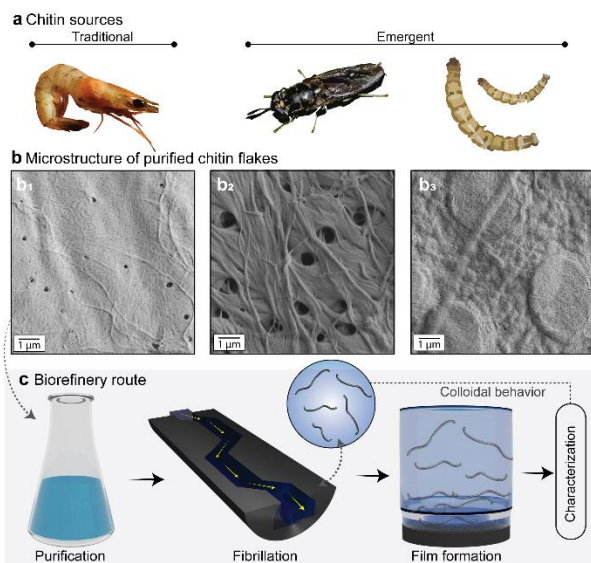 a Chitin sources
Traditional
Emergent
b Microstructure of purified chitin flakes
b1
b2
b3
1 µm
1 µm
1 µm
c Biorefinery route
Colloidal behavior
Characterization
Purification
Fibrillation
Film formation